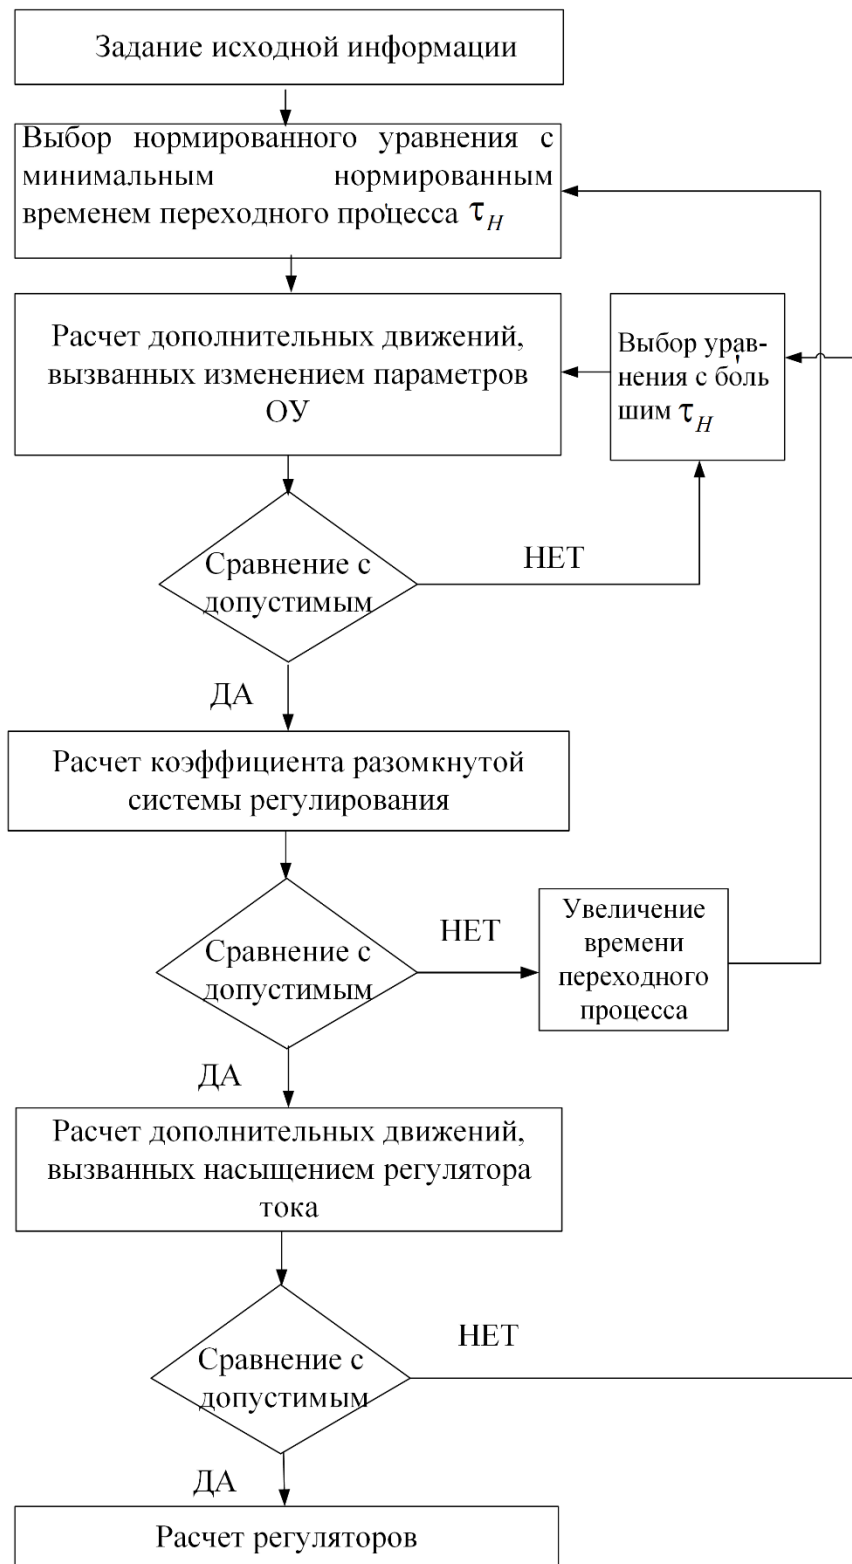 Задание исходной информации
Выбор нормированного уравнения с
минимальным нормированным
временем переходного процесса τH
Расчет дополнительных движений,
вызванных изменением параметров
ОУ
Выбор урав-
нения с боль
шим τH
Сравнение с
допустимым
НЕТ
ДА
Расчет коэффициента разомкнутой
системы регулирования
Сравнение с
допустимым
НЕТ
Увеличение
времени
переходного
процесса
ДА
Расчет дополнительных движений,
вызванных насыщением регулятора
тока
Сравнение с
допустимым
НЕТ
ДА
Расчет регуляторов